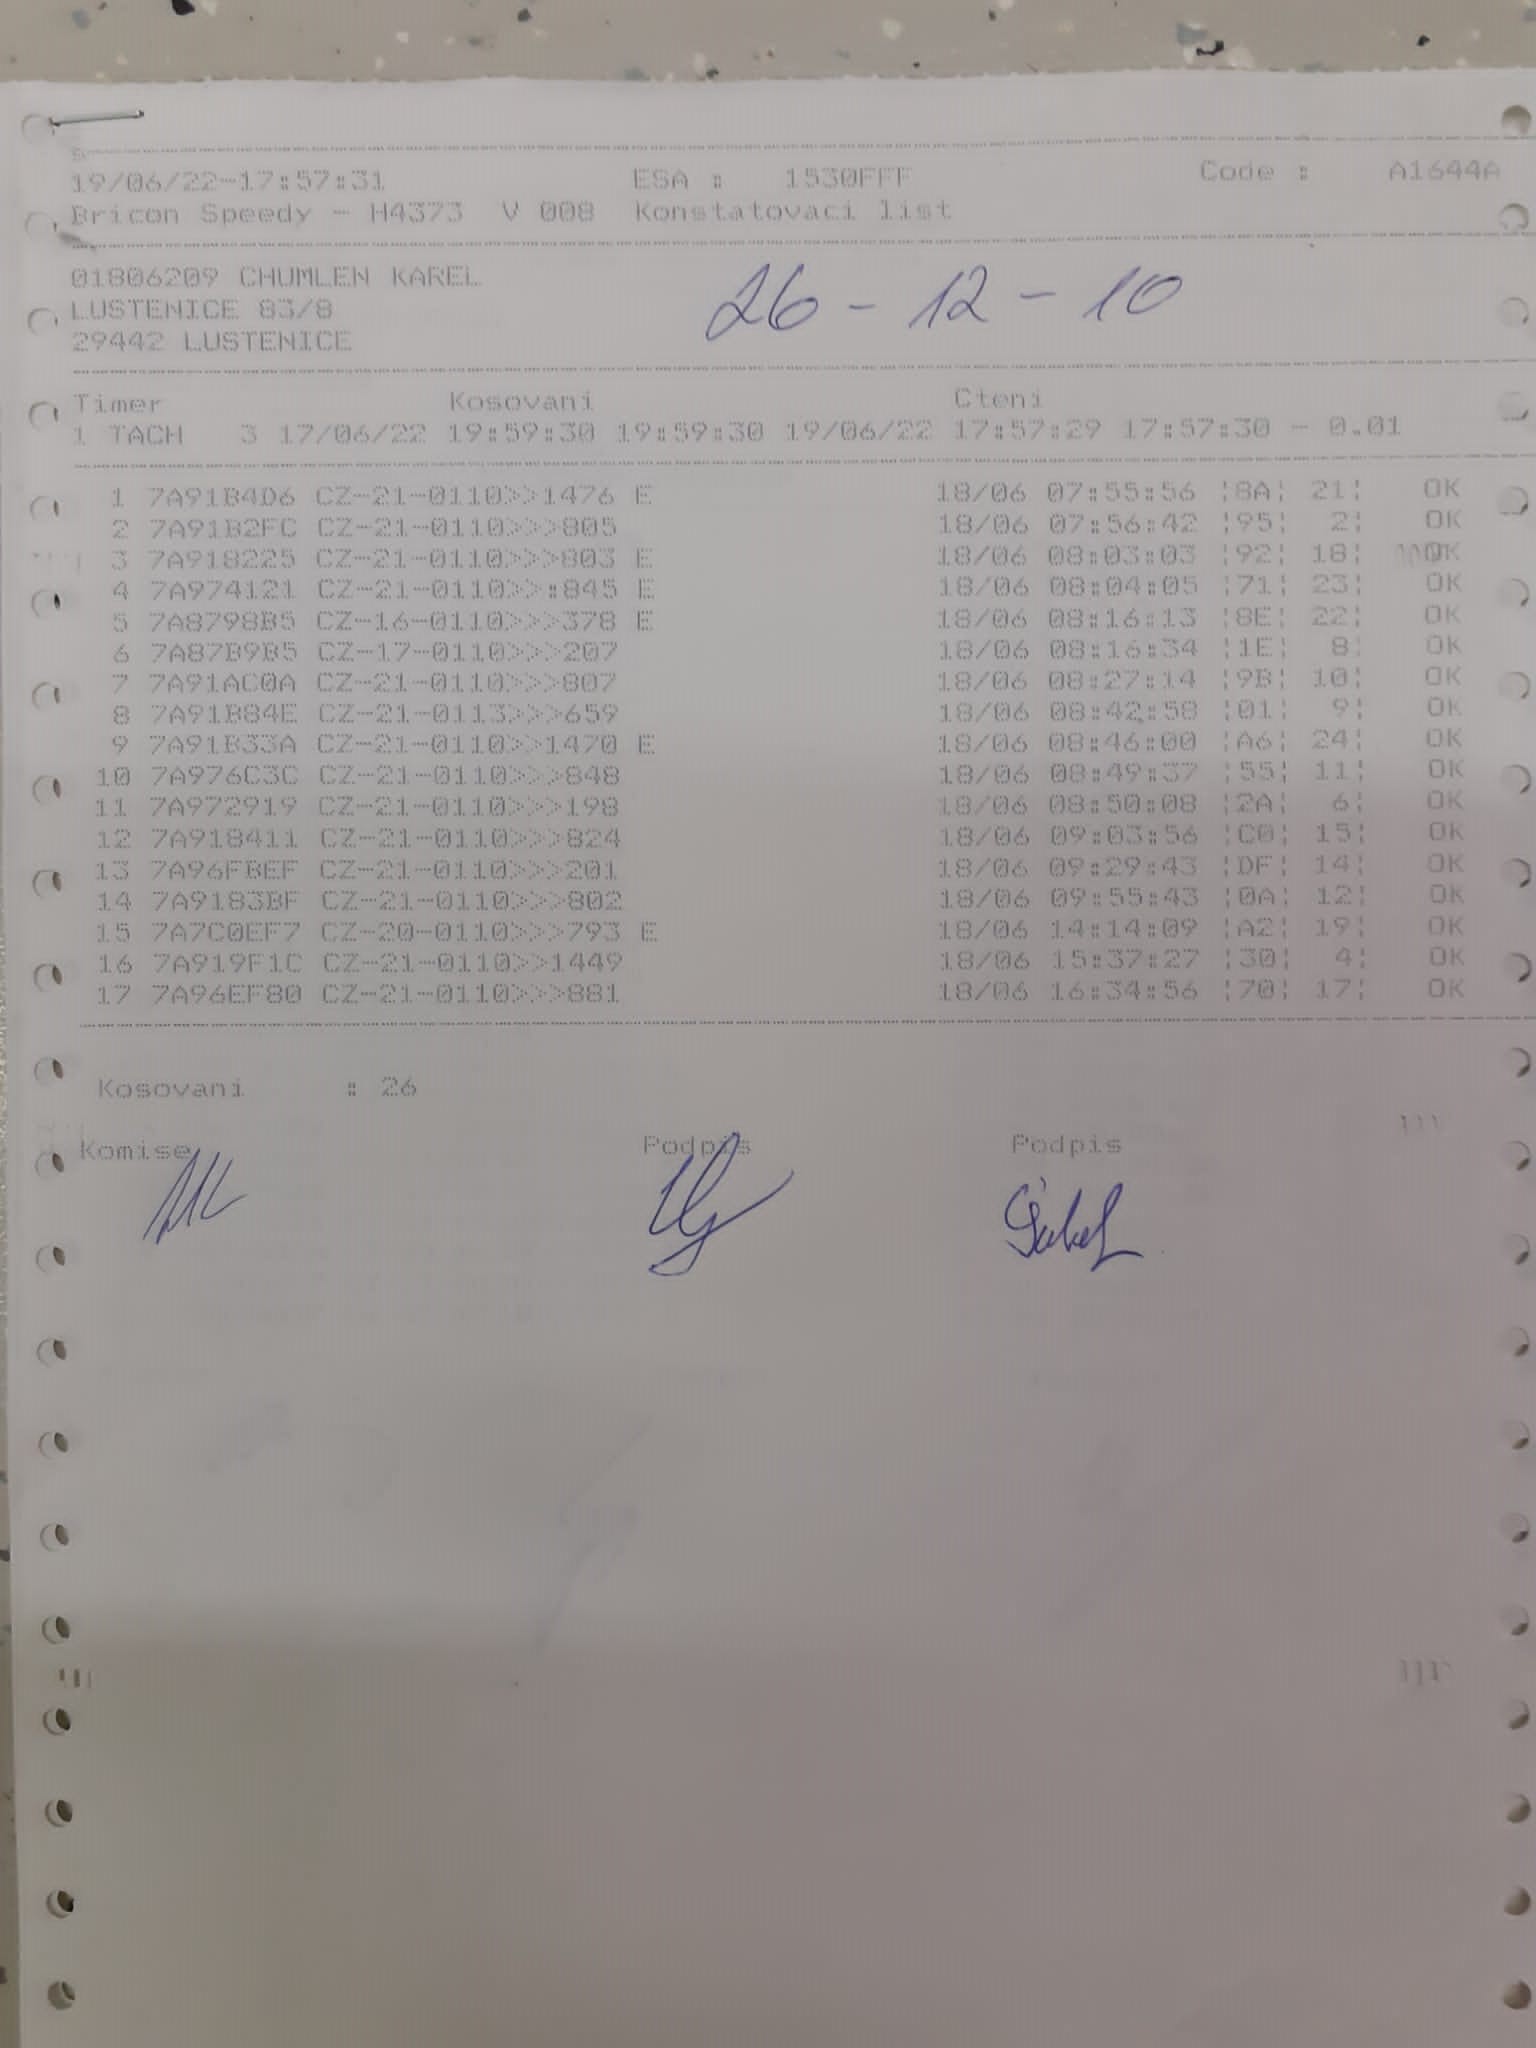 19/06/22-17:57:31 ESA : 1530FFF Code : A1644A
Bricon Speedy - H4373 V 008 Konstatovaci list
01806209 CHUMLEN KAREL
LUSTENICE 83/8
29442 LUSTENICE
26 - 12 - 10
Timer Kosovani Cteni
1 TACH 3 17/06/22 19:59:30 19:59:30 19/06/22 17:57:29 17:57:30 - 0.01
1 7A91B4D6 CZ-21-0110>>1476 E 18/06 07:55:56 ¦8A¦ 21¦ OK
2 7A91B2FC CZ-21-0110>>>805 18/06 07:56:42 ¦95¦ 2¦ OK
3 7A918225 CZ-21-0110>>>803 E 18/06 08:03:03 ¦92¦ 18¦ OK
4 7A974121 CZ-21-0110>>:845 E 18/06 08:04:05 ¦71¦ 23¦ OK
5 7A8798B5 CZ-16-0110>>>378 E 18/06 08:16:13 ¦8E¦ 22¦ OK
6 7A87B9B5 CZ-17-0110>>>207 18/06 08:16:34 ¦1E¦ 8¦ OK
7 7A91AC0A CZ-21-0110>>>807 18/06 08:27:14 ¦9B¦ 10¦ OK
8 7A91B84E CZ-21-0113>>>659 18/06 08:42:58 ¦01¦ 9¦ OK
9 7A91B33A CZ-21-0110>>1470 E 18/06 08:46:00 ¦A6¦ 24¦ OK
10 7A976C3C CZ-21-0110>>>848 18/06 08:49:37 ¦55¦ 11¦ OK
11 7A972919 CZ-21-0110>>>198 18/06 08:50:08 ¦2A¦ 6¦ OK
12 7A918411 CZ-21-0110>>>824 18/06 09:03:56 ¦C0¦ 15¦ OK
13 7A96FBEF CZ-21-0110>>>201 18/06 09:29:43 ¦DF¦ 14¦ OK
14 7A9183BF CZ-21-0110>>>802 18/06 09:55:43 ¦0A¦ 12¦ OK
15 7A7C0EF7 CZ-20-0110>>>793 E 18/06 14:14:09 ¦A2¦ 19¦ OK
16 7A919F1C CZ-21-0110>>1449 18/06 15:37:27 ¦30¦ 4¦ OK
17 7A96EF80 CZ-21-0110>>>881 18/06 16:34:56 ¦70¦ 17¦ OK
Kosovani : 26
Komise Podpis Podpis